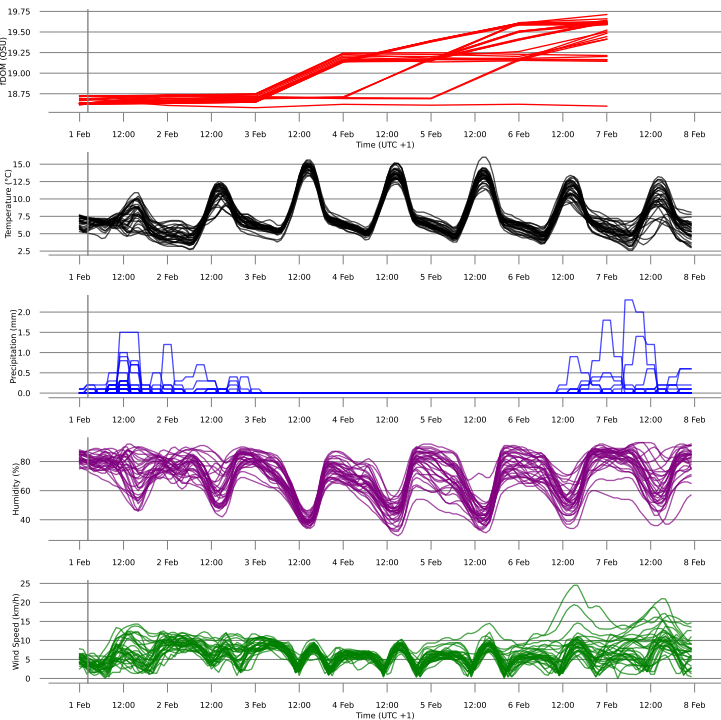 fDOM (QSU)
19.75
19.50
19.25
19.00
18.75
1 Feb 12:00 2 Feb 12:00 3 Feb 12:00 4 Feb 12:00 5 Feb 12:00 6 Feb 12:00 7 Feb 12:00 8 Feb
Time (UTC +1)
Temperature (°C)
15.0
12.5
10.0
7.5
5.0
2.5
1 Feb 12:00 2 Feb 12:00 3 Feb 12:00 4 Feb 12:00 5 Feb 12:00 6 Feb 12:00 7 Feb 12:00 8 Feb
Precipitation (mm)
2.0
1.5
1.0
0.5
0.0
1 Feb 12:00 2 Feb 12:00 3 Feb 12:00 4 Feb 12:00 5 Feb 12:00 6 Feb 12:00 7 Feb 12:00 8 Feb
Humidity (%)
80
60
40
1 Feb 12:00 2 Feb 12:00 3 Feb 12:00 4 Feb 12:00 5 Feb 12:00 6 Feb 12:00 7 Feb 12:00 8 Feb
Wind Speed (km/h)
25
20
15
10
5
0
1 Feb 12:00 2 Feb 12:00 3 Feb 12:00 4 Feb 12:00 5 Feb 12:00 6 Feb 12:00 7 Feb 12:00 8 Feb
Time (UTC +1)